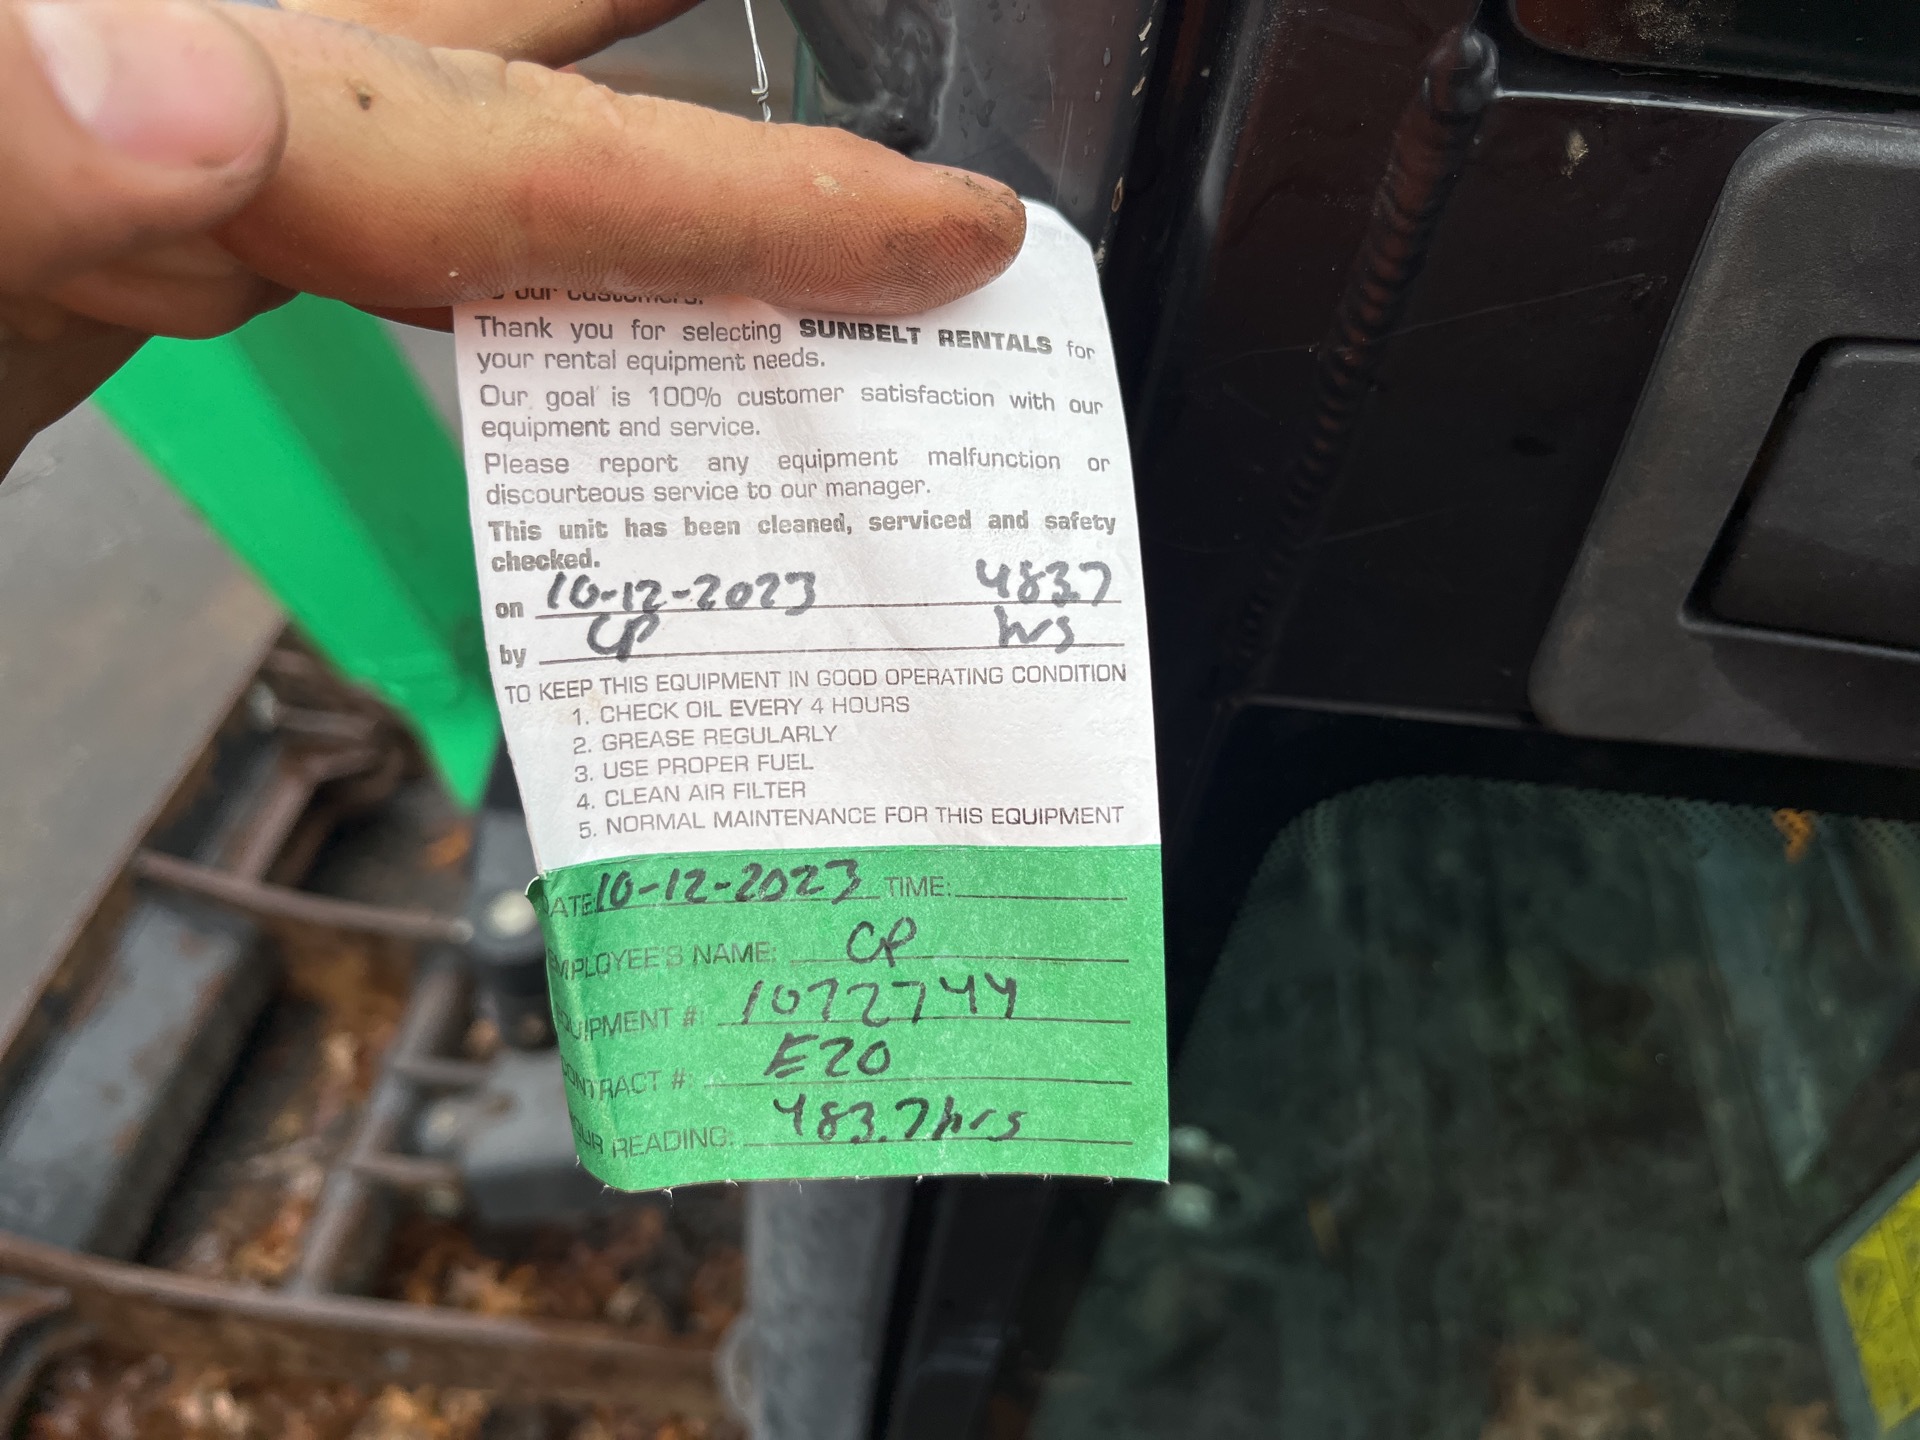 our customers.
Thank you for selecting SUNBELT RENTALS for
your rental equipment needs.
Our goal is 100% customer satisfaction with our
equipment and service.
Please report any equipment malfunction or
discourteous service to our manager.
This unit has been cleaned, serviced and safety
checked.
on 10-12-2023 483.7
by CP hrs
TO KEEP THIS EQUIPMENT IN GOOD OPERATING CONDITION
1. CHECK OIL EVERY 4 HOURS
2. GREASE REGULARLY
3. USE PROPER FUEL
4. CLEAN AIR FILTER
5. NORMAL MAINTENANCE FOR THIS EQUIPMENT
DATE: 10-12-2023 TIME:
EMPLOYEE'S NAME: CP
EQUIPMENT #: 1072744
CONTRACT #: E20
HOUR READING: 483.7hrs